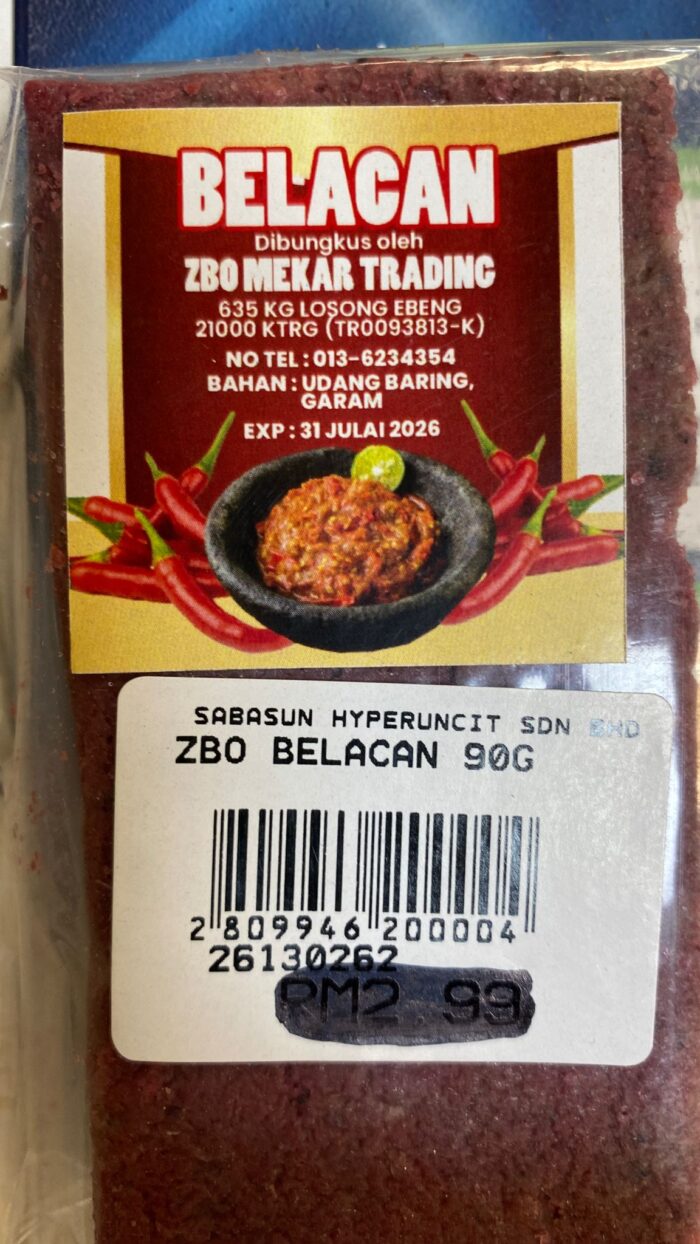 BELACAN
Dibungkus oleh
ZBO MEKAR TRADING
635 KG LOSONG EBENG
21000 KTRG (TR0093813-K)
NO TEL : 013-6234354
BAHAN : UDANG BARING,
GARAM
EXP : 31 JULAI 2026
SABASUN HYPERUNCIT SDN BHD
ZBO BELACAN 90G
2 809946 200004
26130262
RM2.99